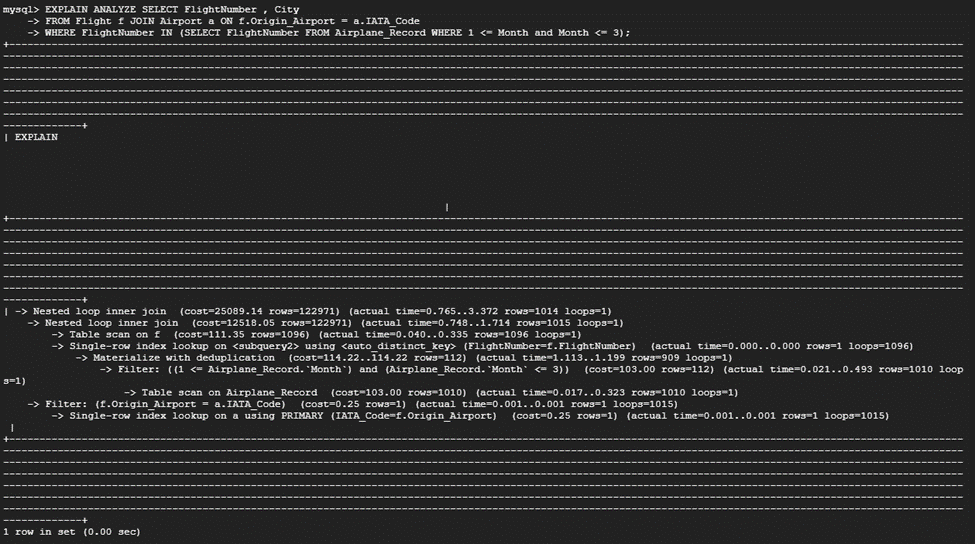 mysql> EXPLAIN ANALYZE SELECT FlightNumber , City
-> FROM Flight f JOIN Airport a ON f.Origin_Airport = a.IATA_Code
-> WHERE FlightNumber IN (SELECT FlightNumber FROM Airplane_Record WHERE 1 <= Month and Month <= 3);
| EXPLAIN
|
| -> Nested loop inner join  (cost=25089.14 rows=122971) (actual time=0.765..3.372 rows=1014 loops=1)
-> Nested loop inner join  (cost=12518.05 rows=122971) (actual time=0.748..1.714 rows=1015 loops=1)
-> Table scan on f  (cost=111.35 rows=1096) (actual time=0.040..0.335 rows=1096 loops=1)
-> Single-row index lookup on <subquery2> using <auto_distinct_key> (FlightNumber=f.FlightNumber)  (actual time=0.000..0.000 rows=1 loops=1096)
-> Materialize with deduplication  (cost=114.22..114.22 rows=112) (actual time=1.113..1.199 rows=909 loops=1)
-> Filter: ((1 <= Airplane_Record.`Month`) and (Airplane_Record.`Month` <= 3))  (cost=103.00 rows=112) (actual time=0.021..0.493 rows=1010 loop
s=1)
-> Table scan on Airplane_Record  (cost=103.00 rows=1010) (actual time=0.017..0.323 rows=1010 loops=1)
-> Filter: (f.Origin_Airport = a.IATA_Code)  (cost=0.25 rows=1) (actual time=0.001..0.001 rows=1 loops=1015)
-> Single-row index lookup on a using PRIMARY (IATA_Code=f.Origin_Airport)  (cost=0.25 rows=1) (actual time=0.001..0.001 rows=1 loops=1015)
|
1 row in set (0.00 sec)